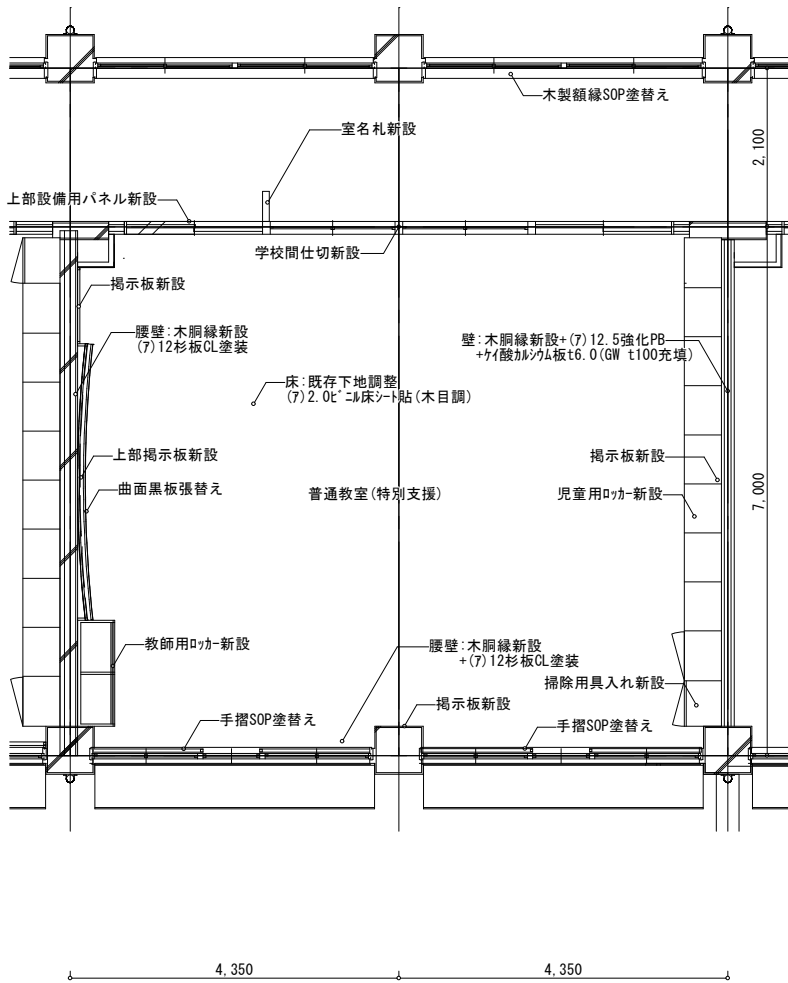 木製額縁SOP塗替え
室名札新設
2,100
上部設備用パネル新設
学校間仕切新設
掲示板新設
腰壁:木胴縁新設
(ア)12杉板CL塗装
壁:木胴縁新設+(ア)12.5強化PB
+ケイ酸カルシウム板t6.0(GW t100充填)
床:既存下地調整
(ア)2.0ビニル床シート貼(木目調)
上部掲示板新設
掲示板新設
曲面黒板張替え
普通教室(特別支援)
児童用ロッカー新設
7,000
教師用ロッカー新設
腰壁:木胴縁新設
+(ア)12杉板CL塗装
掃除用具入れ新設
掲示板新設
手摺SOP塗替え
手摺SOP塗替え
4,350
4,350